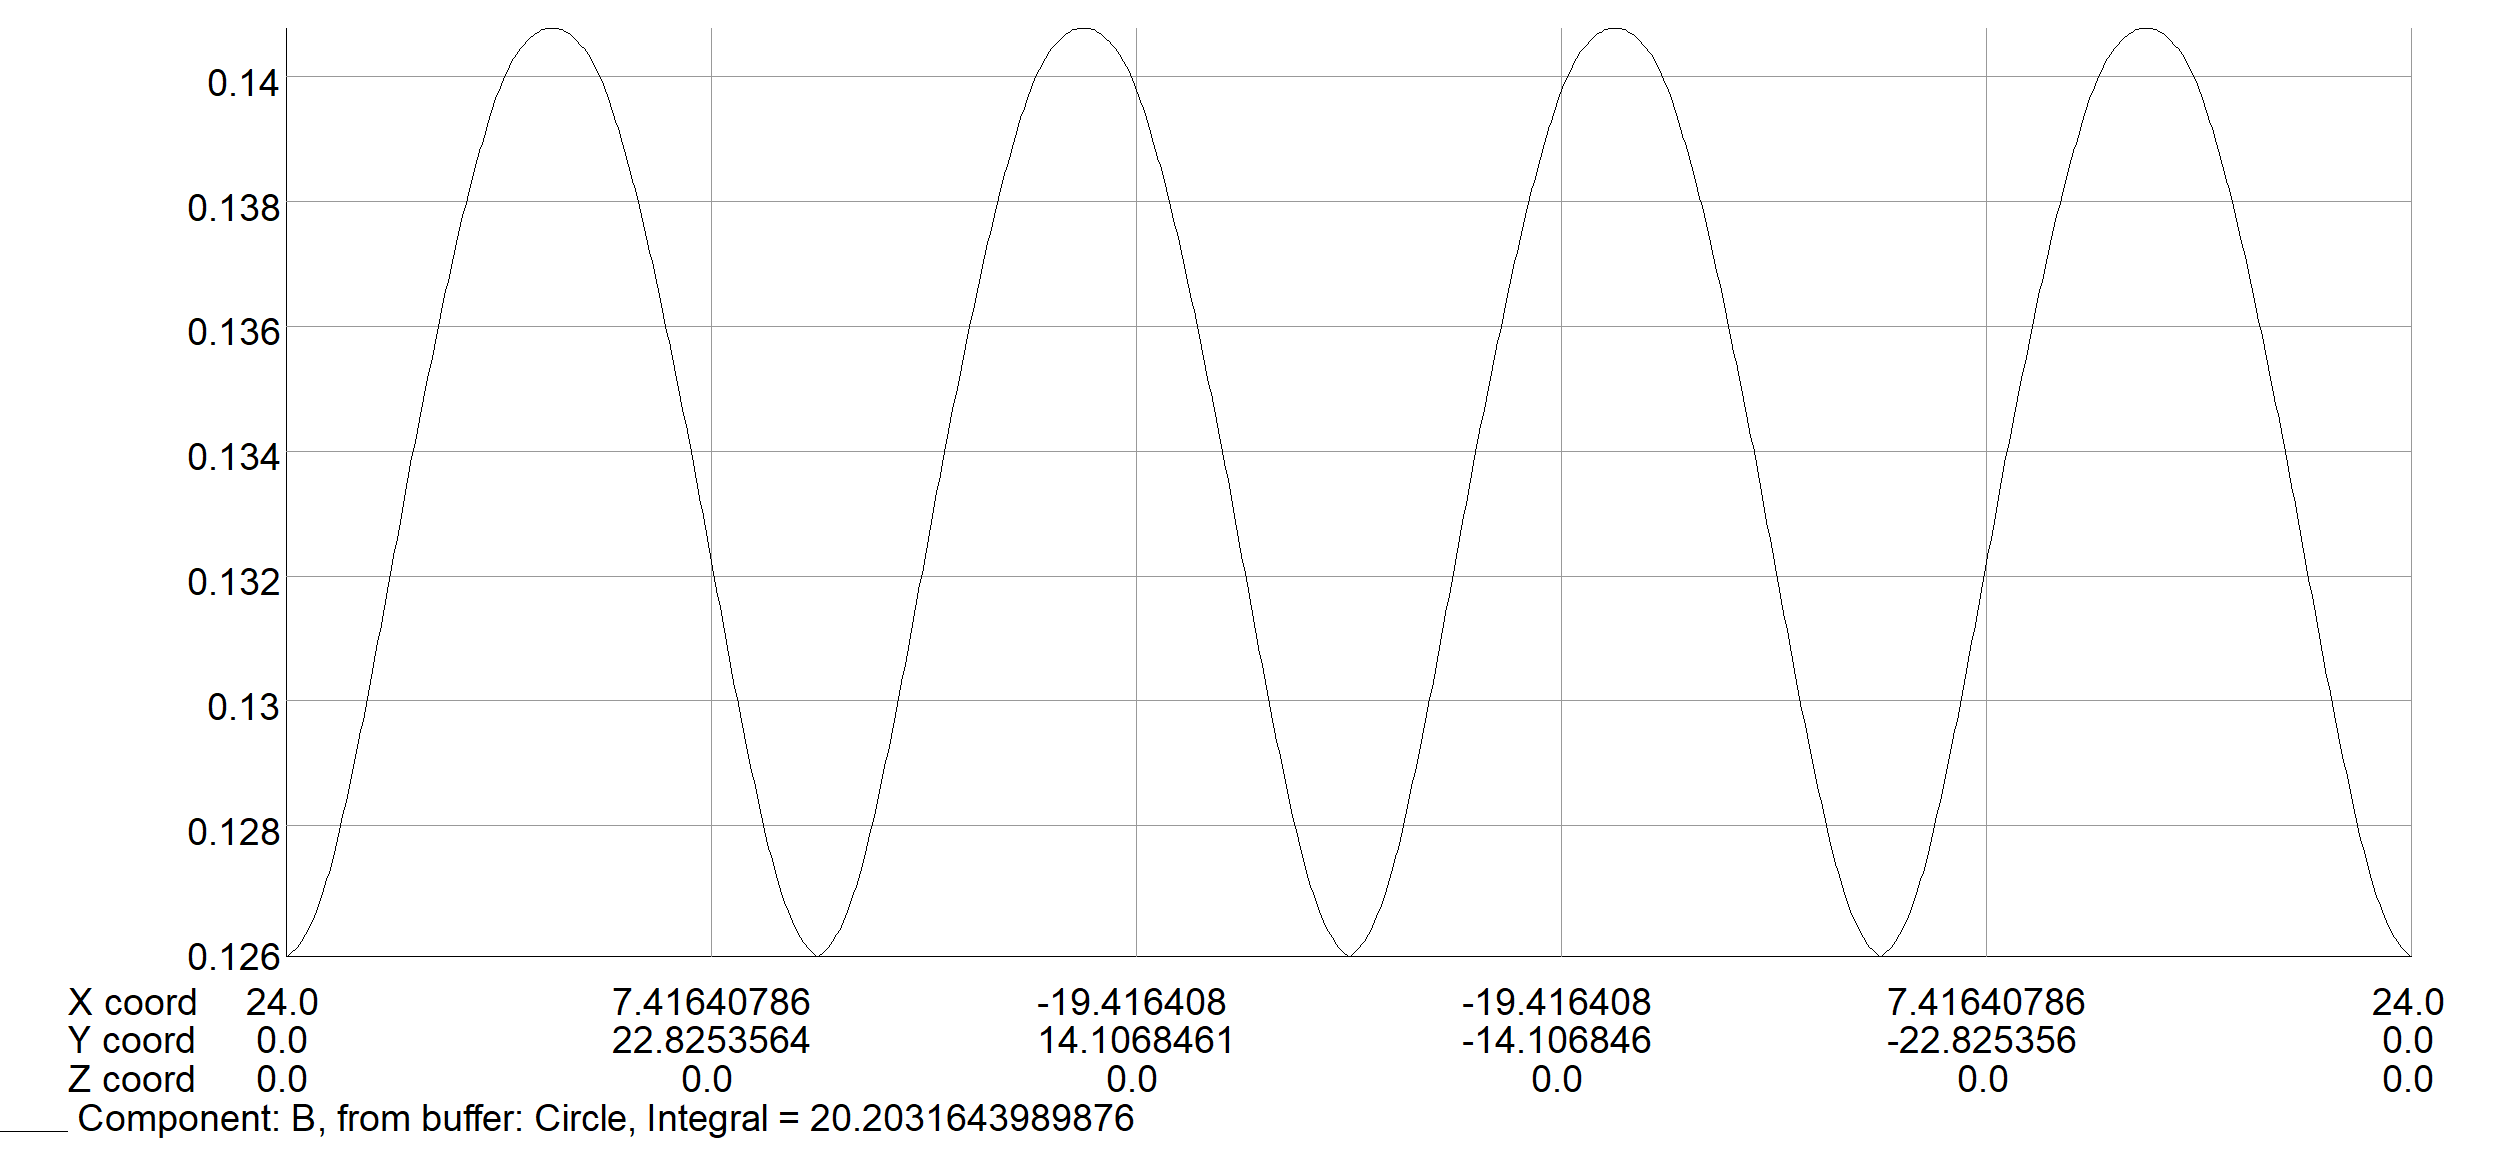 0.14
0.138
0.136
0.134
0.132
0.13
0.128
0.126
X coord 24.0 7.41640786 -19.416408 -19.416408 7.41640786 24.0
Y coord 0.0 22.8253564 14.1068461 -14.106846 -22.825356 0.0
Z coord 0.0 0.0 0.0 0.0 0.0 0.0
Component: B, from buffer: Circle, Integral = 20.2031643989876